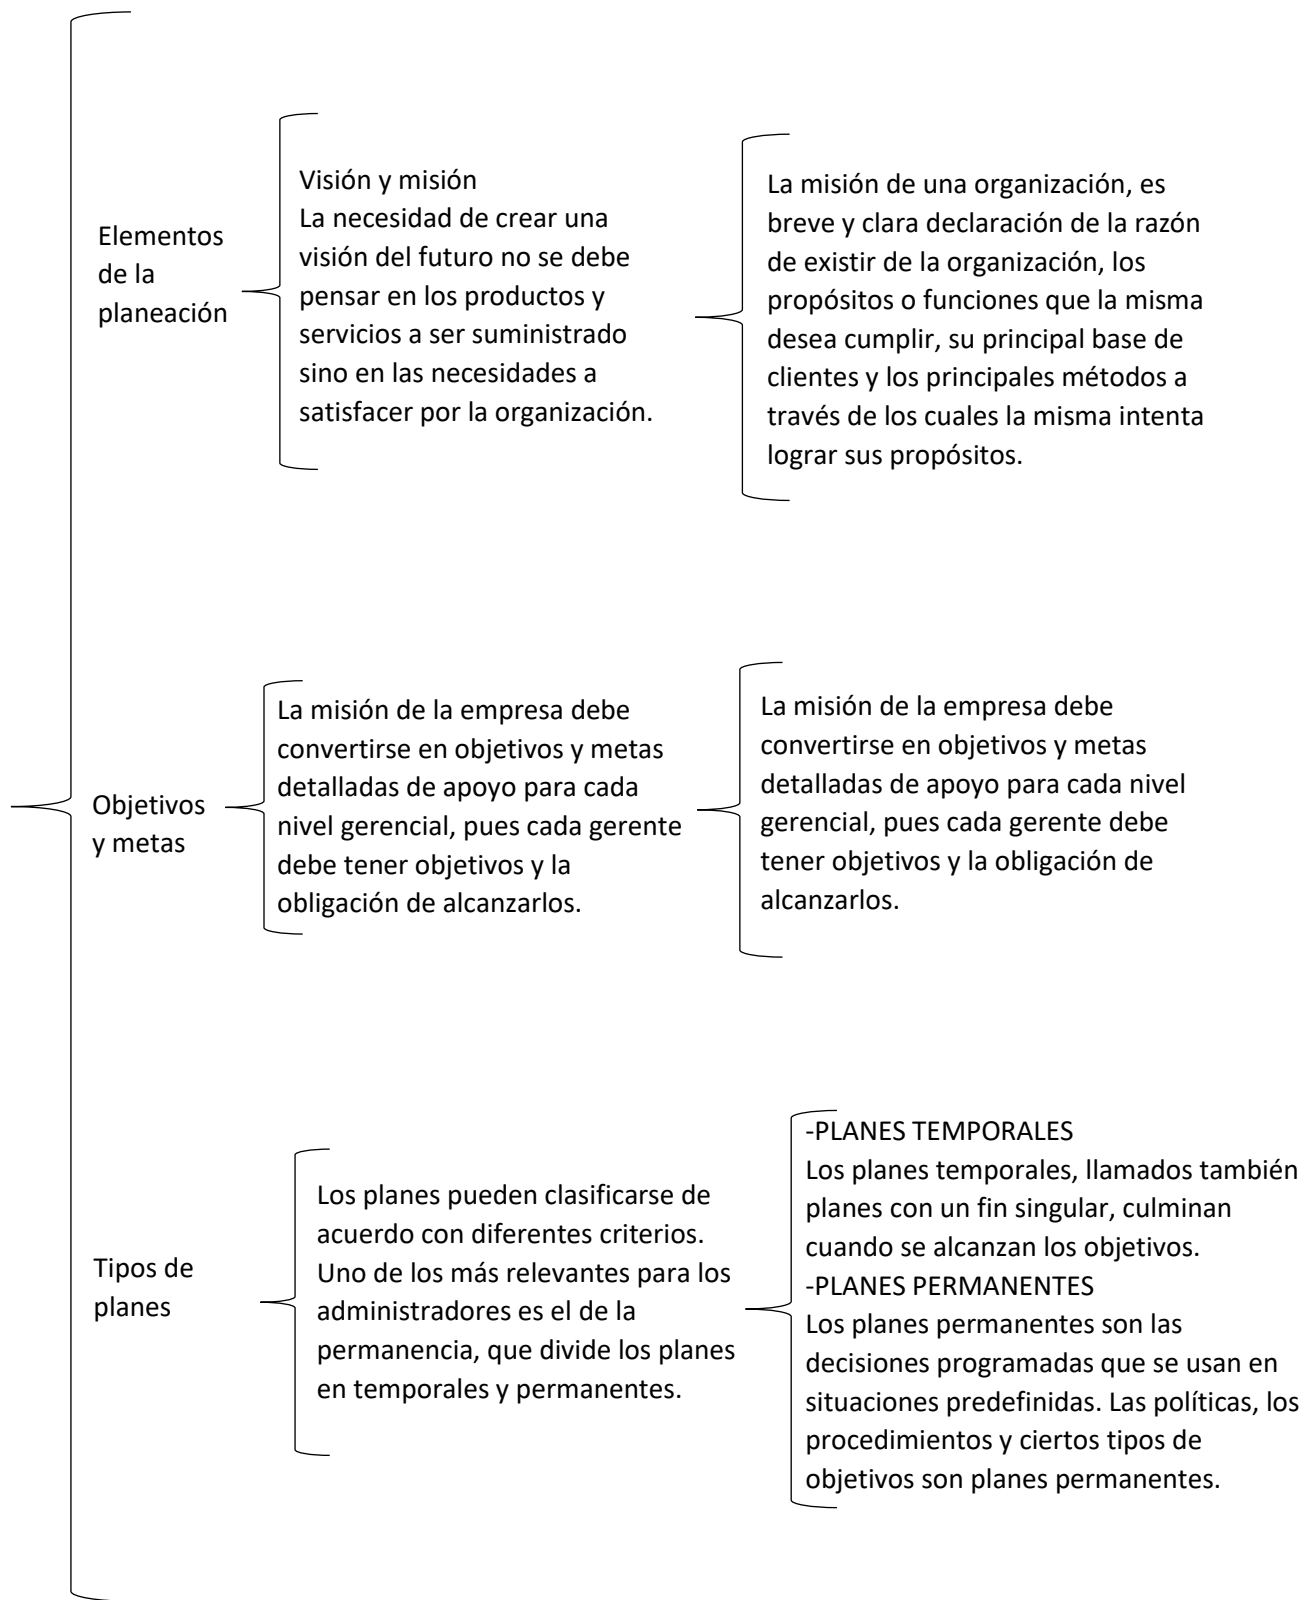 Elementos
de la
planeación
Visión y misión
La necesidad de crear una
visión del futuro no se debe
pensar en los productos y
servicios a ser suministrado
sino en las necesidades a
satisfacer por la organización.
La misión de una organización, es
breve y clara declaración de la razón
de existir de la organización, los
propósitos o funciones que la misma
desea cumplir, su principal base de
clientes y los principales métodos a
través de los cuales la misma intenta
lograr sus propósitos.
Objetivos
y metas
La misión de la empresa debe
convertirse en objetivos y metas
detalladas de apoyo para cada
nivel gerencial, pues cada gerente
debe tener objetivos y la
obligación de alcanzarlos.
La misión de la empresa debe
convertirse en objetivos y metas
detalladas de apoyo para cada nivel
gerencial, pues cada gerente debe
tener objetivos y la obligación de
alcanzarlos.
Tipos de
planes
Los planes pueden clasificarse de
acuerdo con diferentes criterios.
Uno de los más relevantes para los
administradores es el de la
permanencia, que divide los planes
en temporales y permanentes.
-PLANES TEMPORALES
Los planes temporales, llamados también
planes con un fin singular, culminan
cuando se alcanzan los objetivos.
-PLANES PERMANENTES
Los planes permanentes son las
decisiones programadas que se usan en
situaciones predefinidas. Las políticas, los
procedimientos y ciertos tipos de
objetivos son planes permanentes.